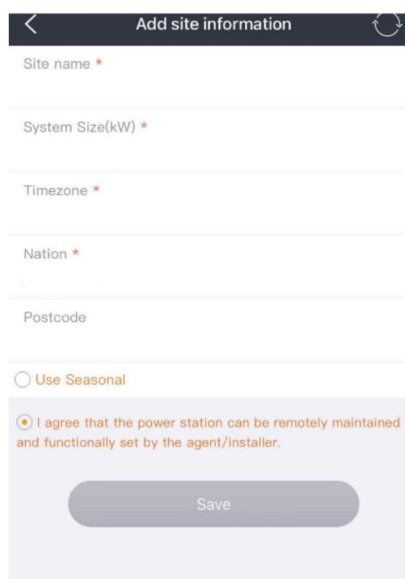 Add site information
Site name *
System Size(kW) *
Timezone *
Nation *
Postcode
Use Seasonal
I agree that the power station can be remotely maintained
and functionally set by the agent/installer.
Save